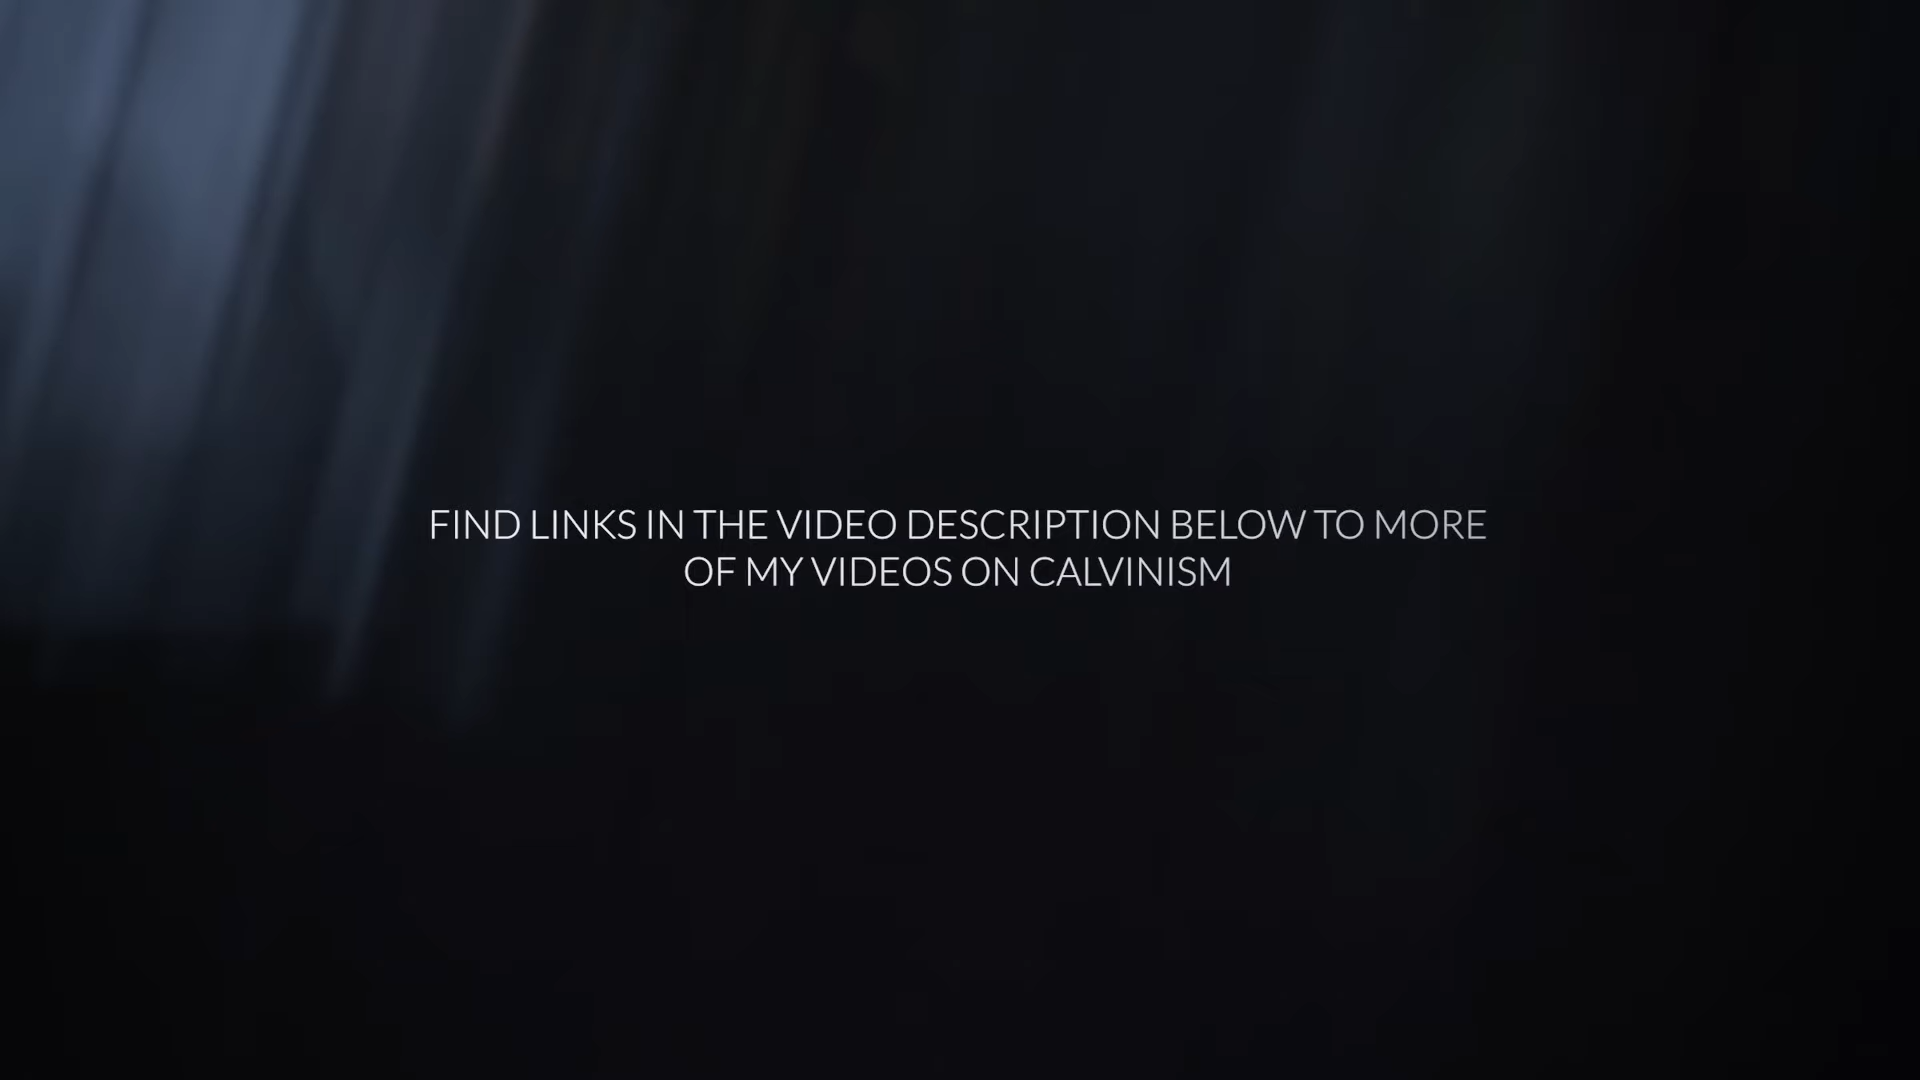 FIND LINKS IN THE VIDEO DESCRIPTION BELOW TO MORE
OF MY VIDEOS ON CALVINISM